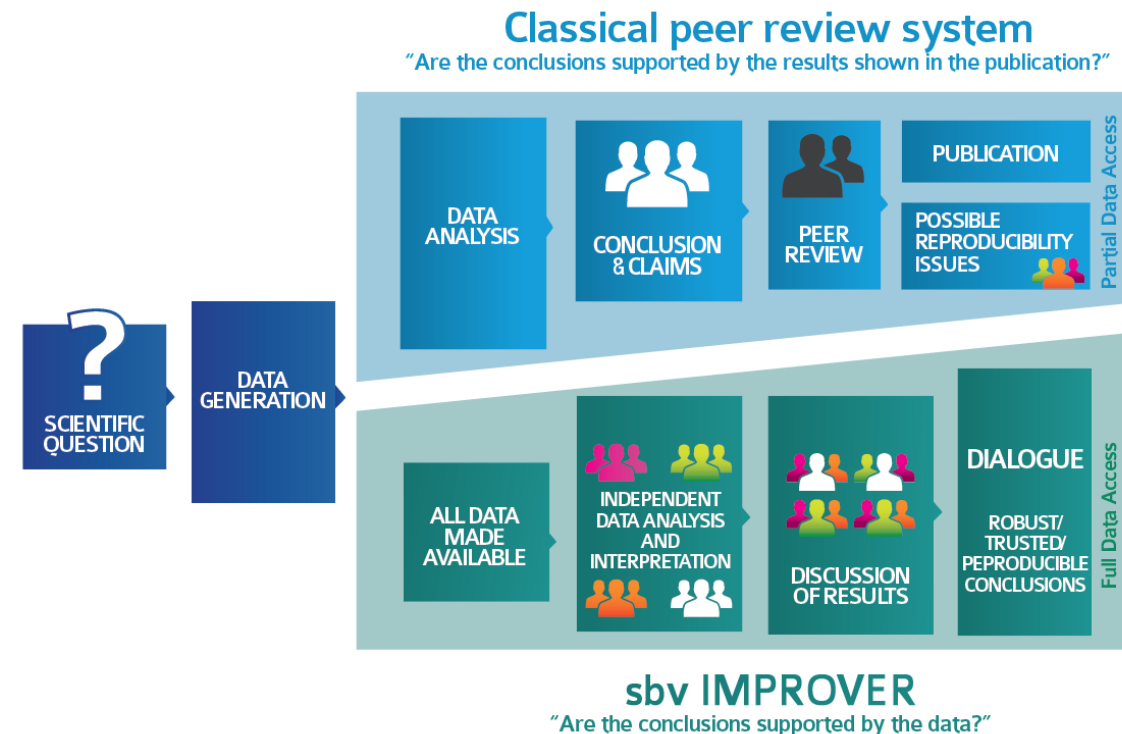 Classical peer review system
“Are the conclusions supported by the results shown in the publication?”
DATA
ANALYSIS
CONCLUSION
& CLAIMS
PEER
REVIEW
PUBLICATION
POSSIBLE
REPRODUCIBILITY
ISSUES
Partial Data Access
?
SCIENTIFIC
QUESTION
DATA
GENERATION
ALL DATA
MADE
AVAILABLE
INDEPENDENT
DATA ANALYSIS
AND
INTERPRETATION
DISCUSSION
OF RESULTS
DIALOGUE
ROBUST/
TRUSTED/
PEPRODUCIBLE
CONCLUSIONS
Full Data Access
sbv IMPROVER
“Are the conclusions supported by the data?”